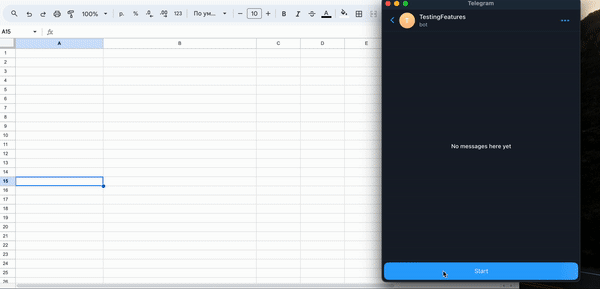 Telegram
TestingFeatures
bot
100%
р.
%
.0
.00
123
По ум...
10
B
I
A
A15
fx
A
B
C
D
E
1
2
3
4
5
6
7
8
9
10
11
12
13
14
15
16
17
18
19
20
21
22
23
24
25
26
No messages here yet
Start